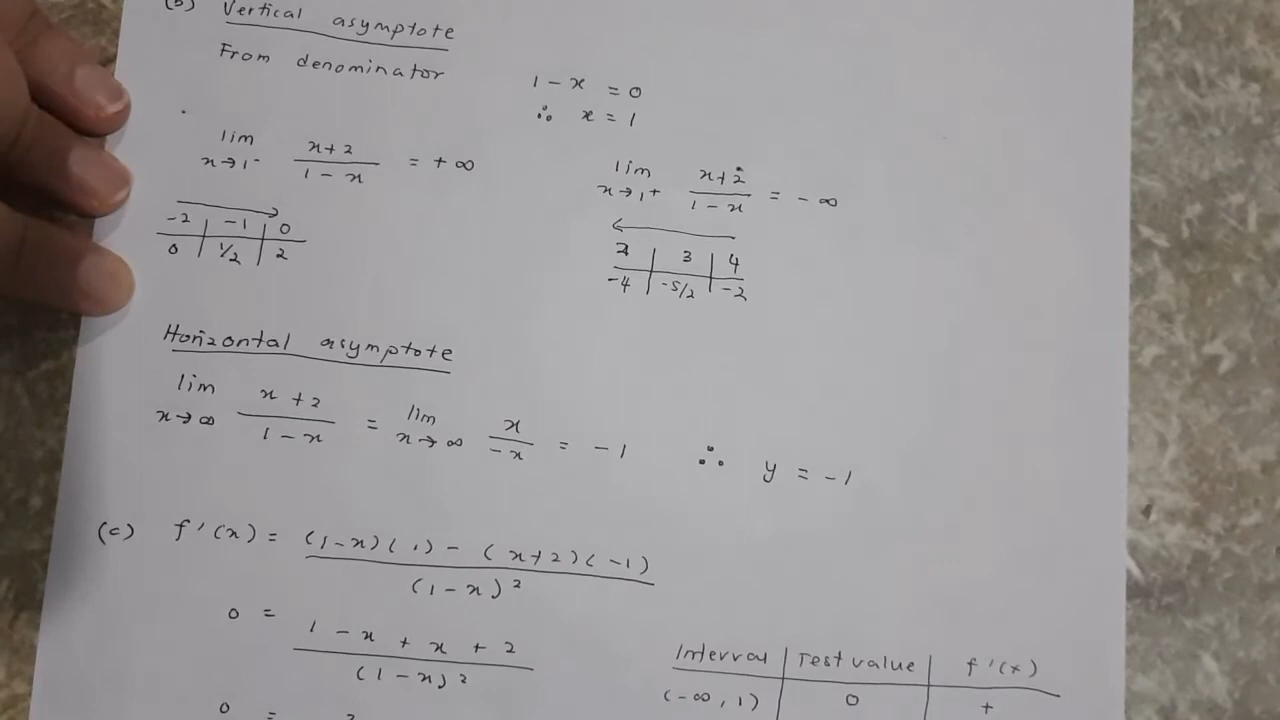 (b) Vertical asymptote
From denominator
1 - x = 0
∴ x = 1
lim x→1⁻ (x+2)/(1-x) = +∞
lim x→1⁺ (x+2)/(1-x) = -∞
-2 | -1 | 0
0 | 1/2 | 2
2 | 3 | 4
-4 | -5/2 | -2
Horizontal asymptote
lim x→∞ (x+2)/(1-x) = lim x→∞ x/-x = -1 ∴ y = -1
(c) f'(x) = ((1-x)(1) - (x+2)(-1))/(1-x)²
0 = (1 - x + x + 2)/(1-x)²
Interval | Test value | f'(x)
(-∞, 1) | 0 | +
0 =